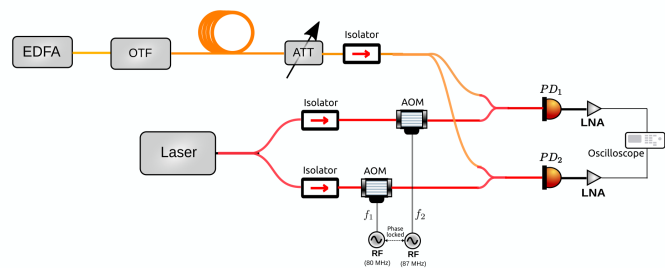 Isolator
EDFA
OTF
ATT
PD₁
Isolator
AOM
LNA
Oscilloscope
Laser
Isolator
AOM
PD₂
LNA
f₁
f₂
Phase
locked
RF
RF
(80 MHz)
(87 MHz)